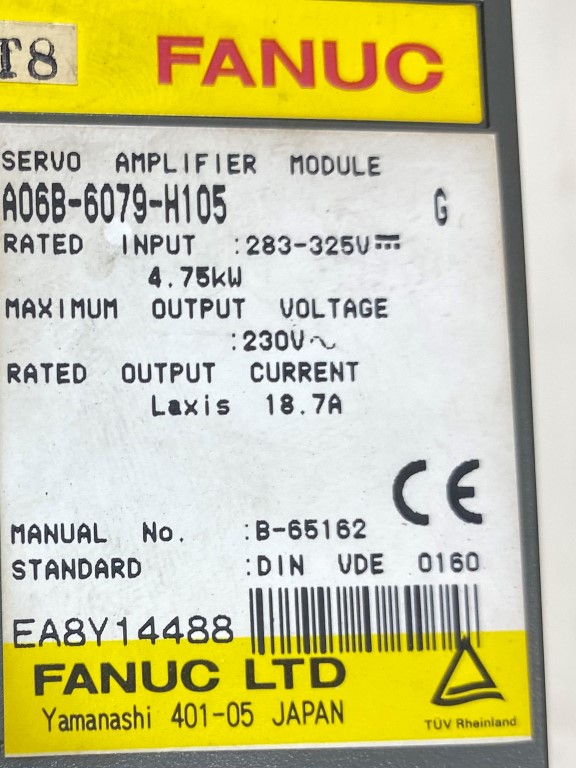 T8
FANUC
SERVO AMPLIFIER MODULE
A06B-6079-H105 G
RATED INPUT :283-325V⎓
4.75kW
MAXIMUM OUTPUT VOLTAGE
:230V～
RATED OUTPUT CURRENT
Laxis 18.7A
CE
MANUAL No. :B-65162
STANDARD :DIN VDE 0160
EA8Y14488
FANUC LTD
Yamanashi 401-05 JAPAN
TÜV Rheinland